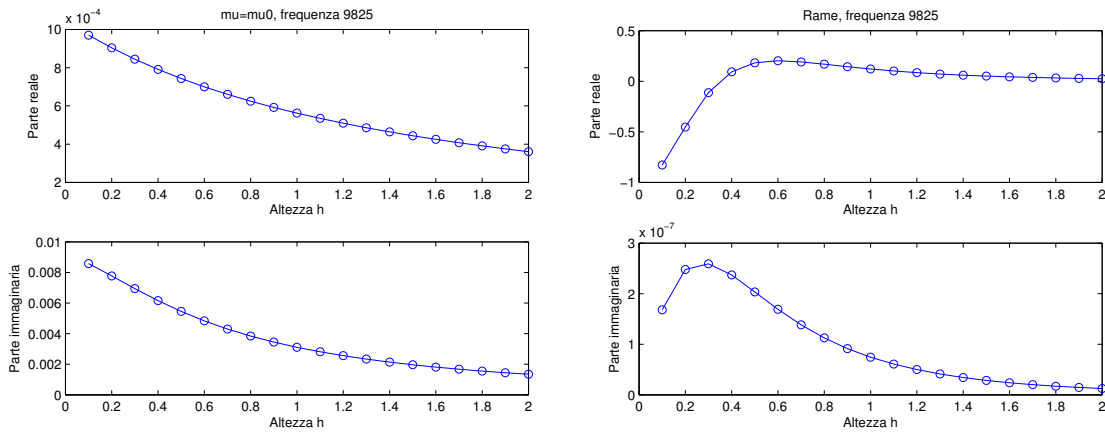 mu=mu0, frequenza 9825
x 10⁻⁴
10
8
6
4
2
Parte reale
0 0.2 0.4 0.6 0.8 1 1.2 1.4 1.6 1.8 2
Altezza h
Rame, frequenza 9825
0.5
0
−0.5
−1
Parte reale
0 0.2 0.4 0.6 0.8 1 1.2 1.4 1.6 1.8 2
Altezza h
0.01
0.008
0.006
0.004
0.002
0
Parte immaginaria
0 0.2 0.4 0.6 0.8 1 1.2 1.4 1.6 1.8 2
Altezza h
x 10⁻⁷
3
2
1
0
Parte immaginaria
0 0.2 0.4 0.6 0.8 1 1.2 1.4 1.6 1.8 2
Altezza h